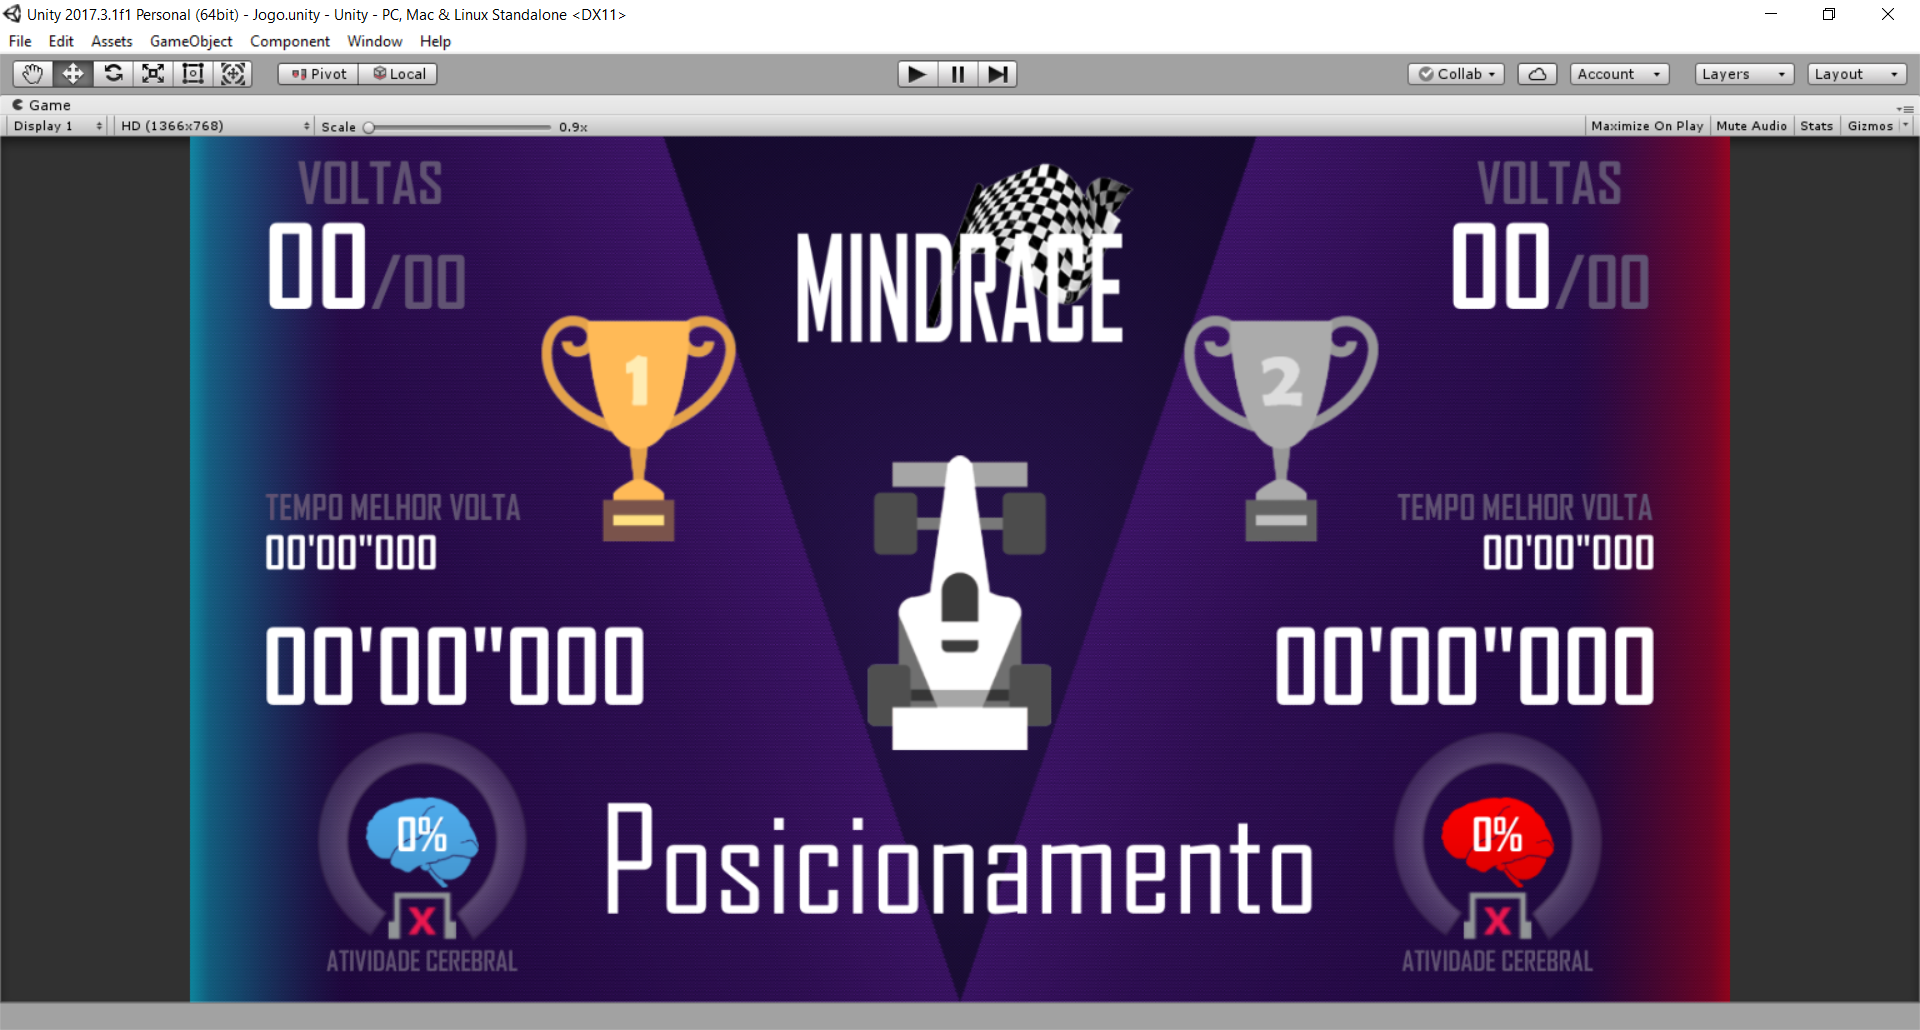 Unity 2017.3.1f1 Personal (64bit) - Jogo.unity - Unity - PC, Mac & Linux Standalone <DX11>
File Edit Assets GameObject Component Window Help
Pivot Local Collab Account Layers Layout
Game
Display 1 HD (1366x768) Scale 0.9x Maximize On Play Mute Audio Stats Gizmos
VOLTAS
00/00
MINDRACE
VOLTAS
00/00
1
2
TEMPO MELHOR VOLTA
00'00"000
00'00"000
TEMPO MELHOR VOLTA
00'00"000
00'00"000
0%
X
ATIVIDADE CEREBRAL
Posicionamento
0%
X
ATIVIDADE CEREBRAL